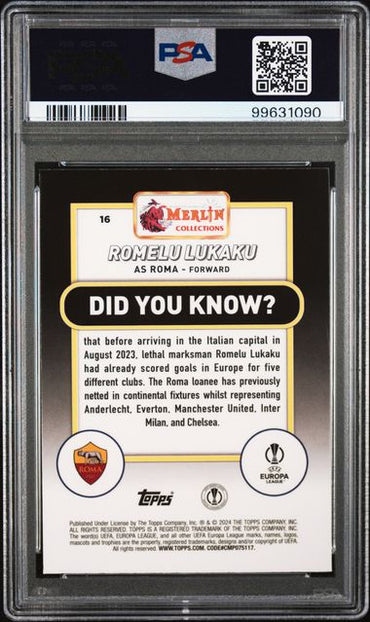 PSA
99631090
16
MERLIN
COLLECTIONS
ROMELU LUKAKU
AS ROMA - FORWARD
DID YOU KNOW?
that before arriving in the Italian capital in
August 2023, lethal marksman Romelu Lukaku
had already scored goals in Europe for five
different clubs. The Roma loanee has previously
netted in continental fixtures whilst representing
Anderlecht, Everton, Manchester United, Inter
Milan, and Chelsea.
ROMA
UEFA
EUROPA
LEAGUE
Topps
Published Under License by The Topps Company, Inc. ® & © 2024 THE TOPPS COMPANY, INC.
ALL RIGHTS RESERVED. TOPPS IS A REGISTERED TRADEMARK OF THE TOPPS COMPANY, INC.
The word(s) UEFA, EUROPA LEAGUE, and all other UEFA Europa League marks, names, logos,
mascots and trophies are the property, registered trademarks, designs and/or copyright of UEFA
All rights reserved. WWW.TOPPS.COM. CODE#CMP075117.